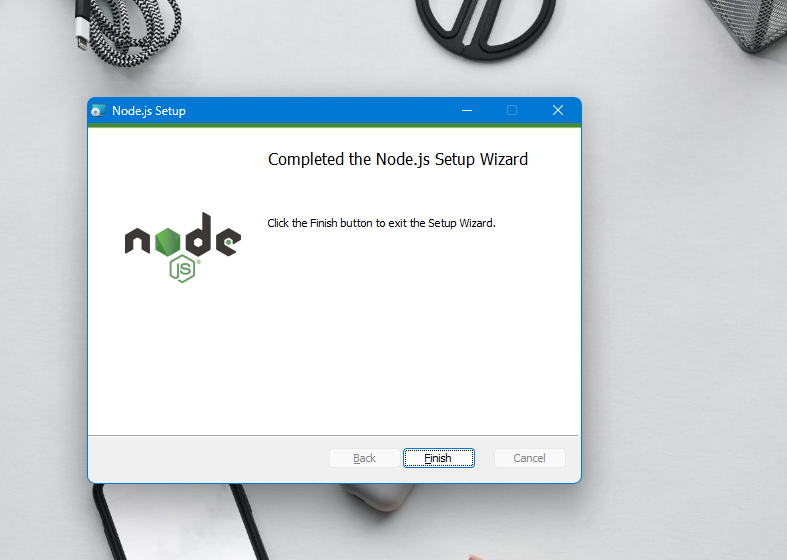 Node.js Setup
Completed the Node.js Setup Wizard
Click the Finish button to exit the Setup Wizard.
node
JS®
Back
Finish
Cancel